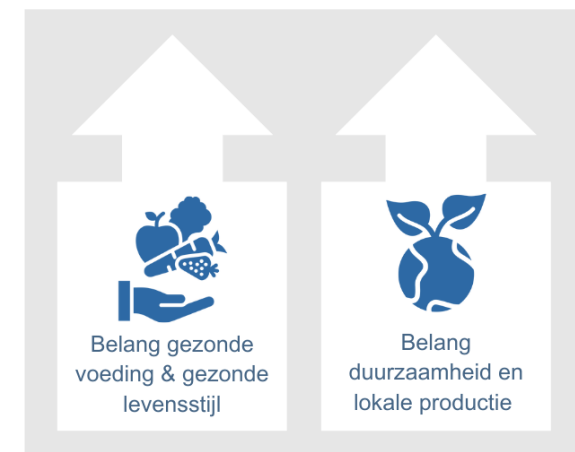 Belang gezonde
voeding & gezonde
levensstijl
Belang
duurzaamheid en
lokale productie